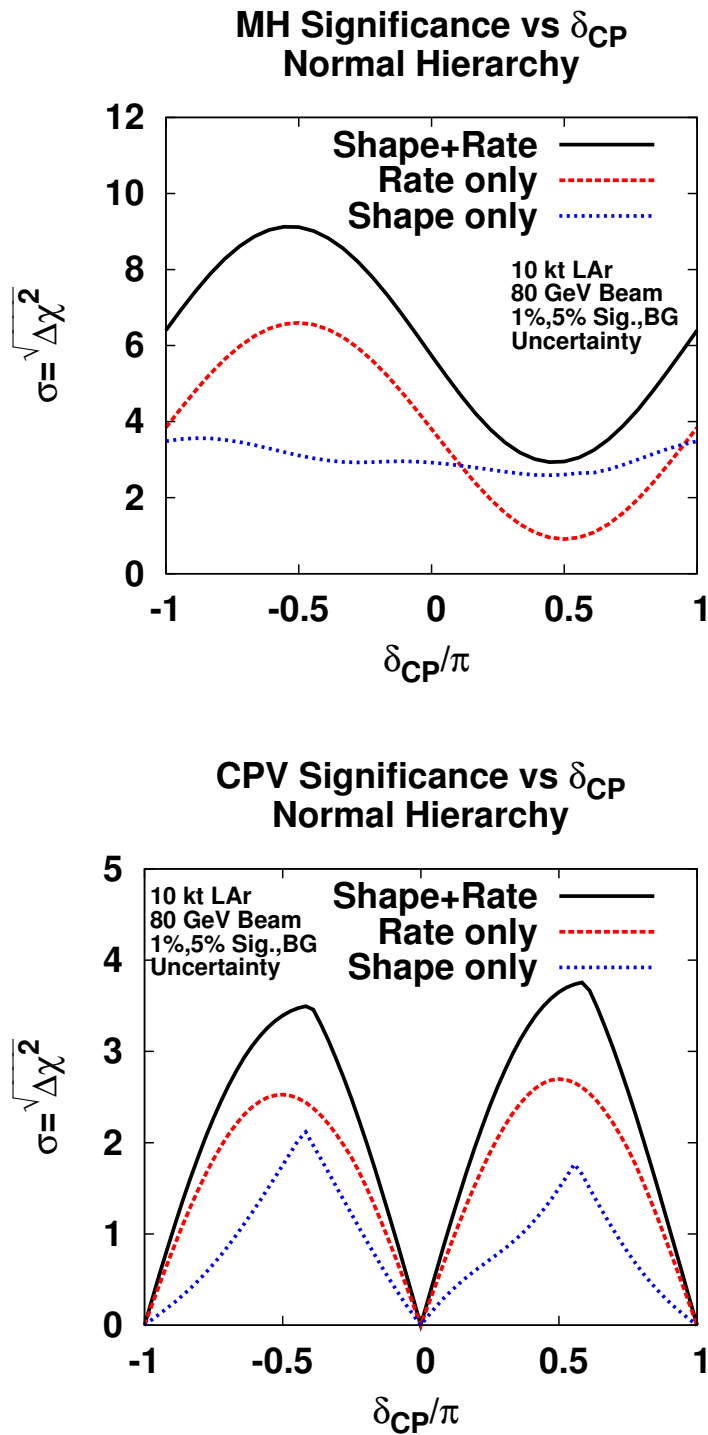 MH Significance vs δCP
Normal Hierarchy
12
10
8
6
4
2
0
σ=√Δχ²
Shape+Rate
Rate only
Shape only
10 kt LAr
80 GeV Beam
1%,5% Sig.,BG
Uncertainty
-1
-0.5
0
0.5
1
δCP/π
CPV Significance vs δCP
Normal Hierarchy
5
4
3
2
1
0
σ=√Δχ²
10 kt LAr
80 GeV Beam
1%,5% Sig.,BG
Uncertainty
Shape+Rate
Rate only
Shape only
-1
-0.5
0
0.5
1
δCP/π